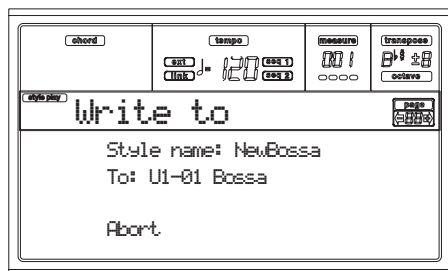 chord tempo measure transpose
ext link ♩= 120 seq 1 seq 2 001 ±
octave
style play Write to page
Style name: NewBossa
To: U1-01 Bossa
Abort